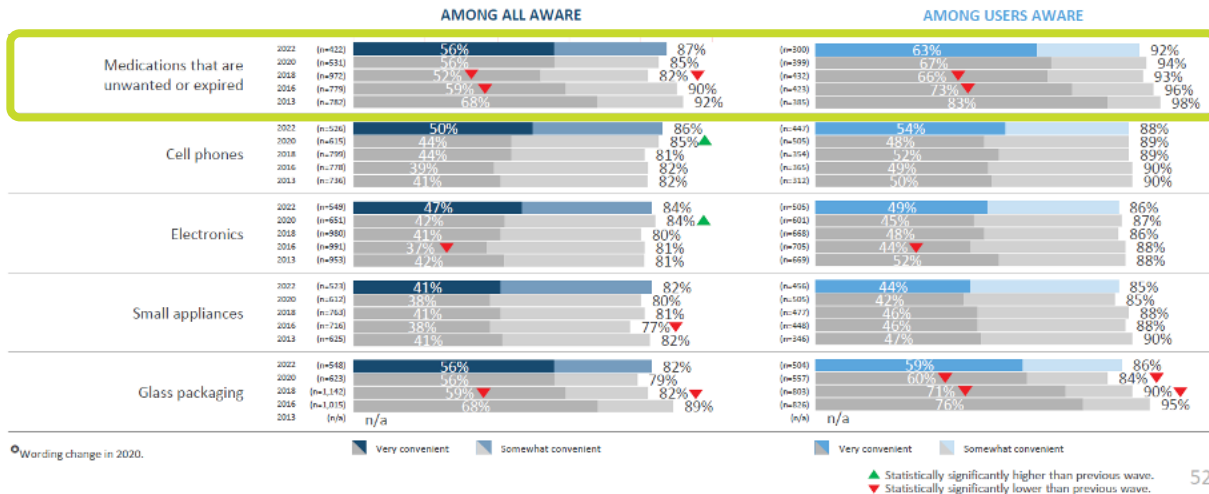 AMONG ALL AWARE AMONG USERS AWARE
2022 (n=422) 56% 87% (n=300) 63% 92%
2020 (n=531) 56% 85% (n=399) 67% 94%
Medications that are unwanted or expired 2018 (n=972) 52% 82% (n=432) 66% 93%
2016 (n=779) 59% 90% (n=423) 73% 96%
2013 (n=782) 68% 92% (n=385) 83% 98%
2022 (n=526) 50% 86% (n=447) 54% 88%
2020 (n=615) 44% 85% (n=505) 48% 89%
Cell phones 2018 (n=799) 44% 81% (n=354) 52% 89%
2016 (n=778) 39% 82% (n=365) 49% 90%
2013 (n=736) 41% 82% (n=312) 50% 90%
2022 (n=549) 47% 84% (n=505) 49% 86%
2020 (n=651) 42% 84% (n=601) 45% 87%
Electronics 2018 (n=980) 41% 80% (n=668) 48% 86%
2016 (n=991) 37% 81% (n=705) 44% 88%
2013 (n=953) 42% 81% (n=669) 52% 88%
2022 (n=523) 41% 82% (n=456) 44% 85%
2020 (n=612) 38% 80% (n=505) 42% 85%
Small appliances 2018 (n=763) 41% 81% (n=477) 46% 88%
2016 (n=716) 38% 77% (n=448) 46% 88%
2013 (n=625) 41% 82% (n=346) 47% 90%
2022 (n=548) 56% 82% (n=504) 59% 86%
2020 (n=623) 56% 79% (n=557) 60% 84%
Glass packaging 2018 (n=1,142) 59% 82% (n=803) 71% 90%
2016 (n=1,015) 68% 89% (n=826) 76% 95%
2013 (n/a) n/a (n/a) n/a
Wording change in 2020. Very convenient Somewhat convenient Very convenient Somewhat convenient
Statistically significantly higher than previous wave.
Statistically significantly lower than previous wave.
52